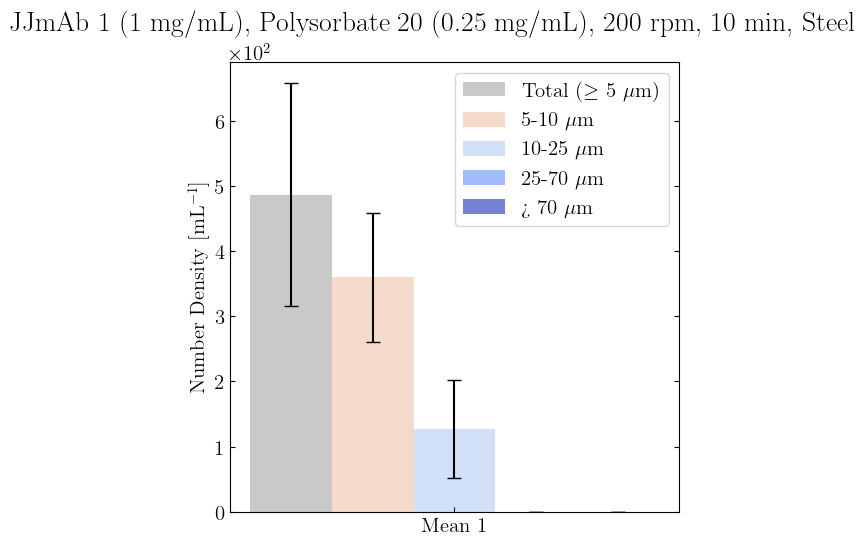 JJmAb 1 (1 mg/mL), Polysorbate 20 (0.25 mg/mL), 200 rpm, 10 min, Steel
×10²
Total (≥ 5 μm)
5-10 μm
10-25 μm
25-70 μm
> 70 μm
Number Density [mL⁻¹]
6
5
4
3
2
1
0
Mean 1